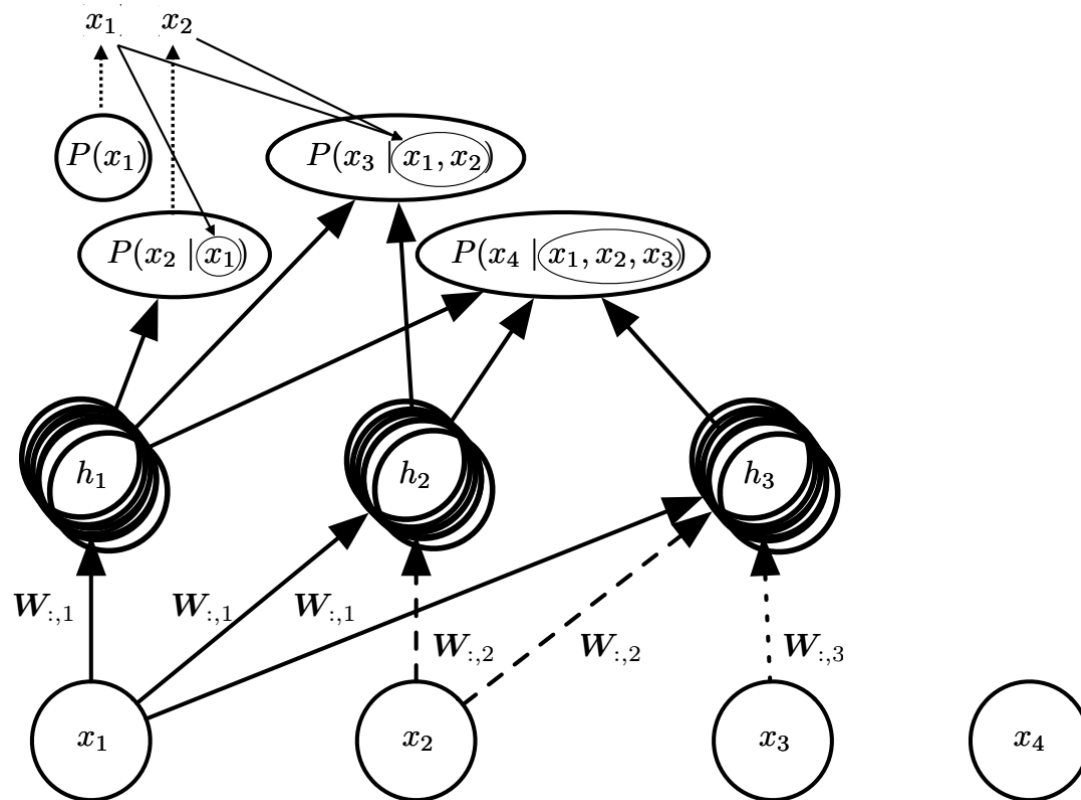 x₁ x₂
P(x₁) P(x₃ | x₁, x₂)
P(x₂ | x₁) P(x₄ | x₁, x₂, x₃)
h₁ h₂ h₃
W:,₁ W:,₁ W:,₁ W:,₂ W:,₂ W:,₃
x₁ x₂ x₃ x₄